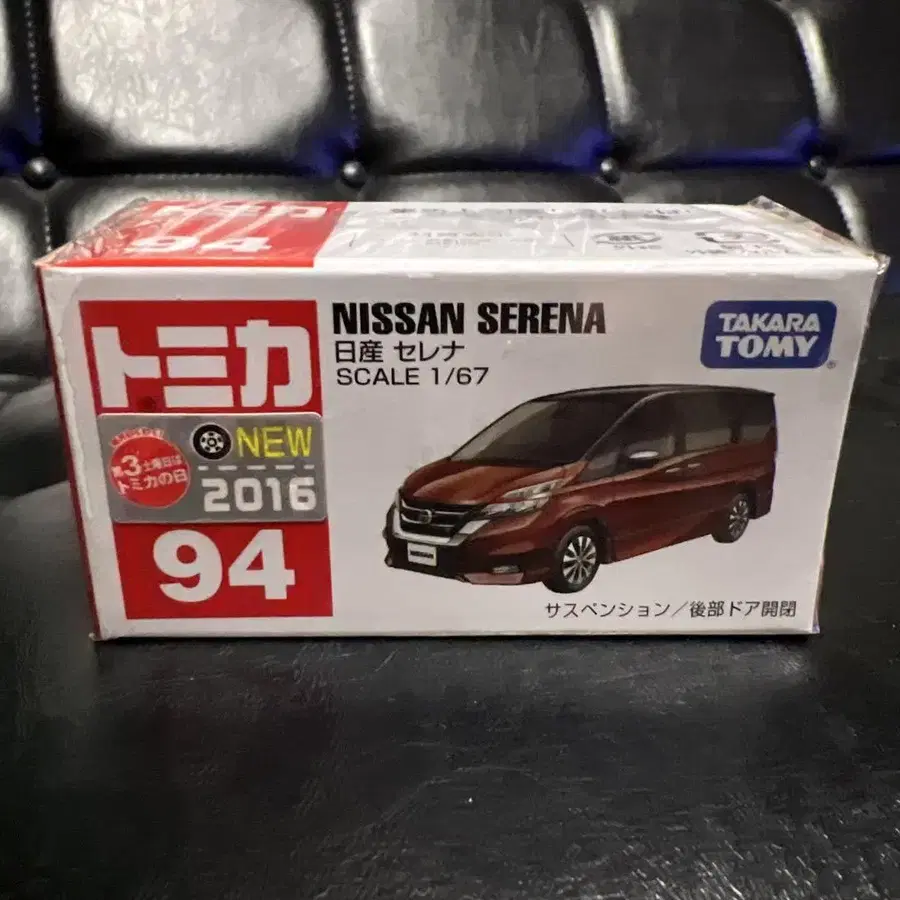 94
トミカ
NISSAN SERENA
日産 セレナ
SCALE 1/67
TAKARA
TOMY
NEW
2016
第3土曜日は
トミカの日
94
NISSAN
サスペンション/後部ドア開閉